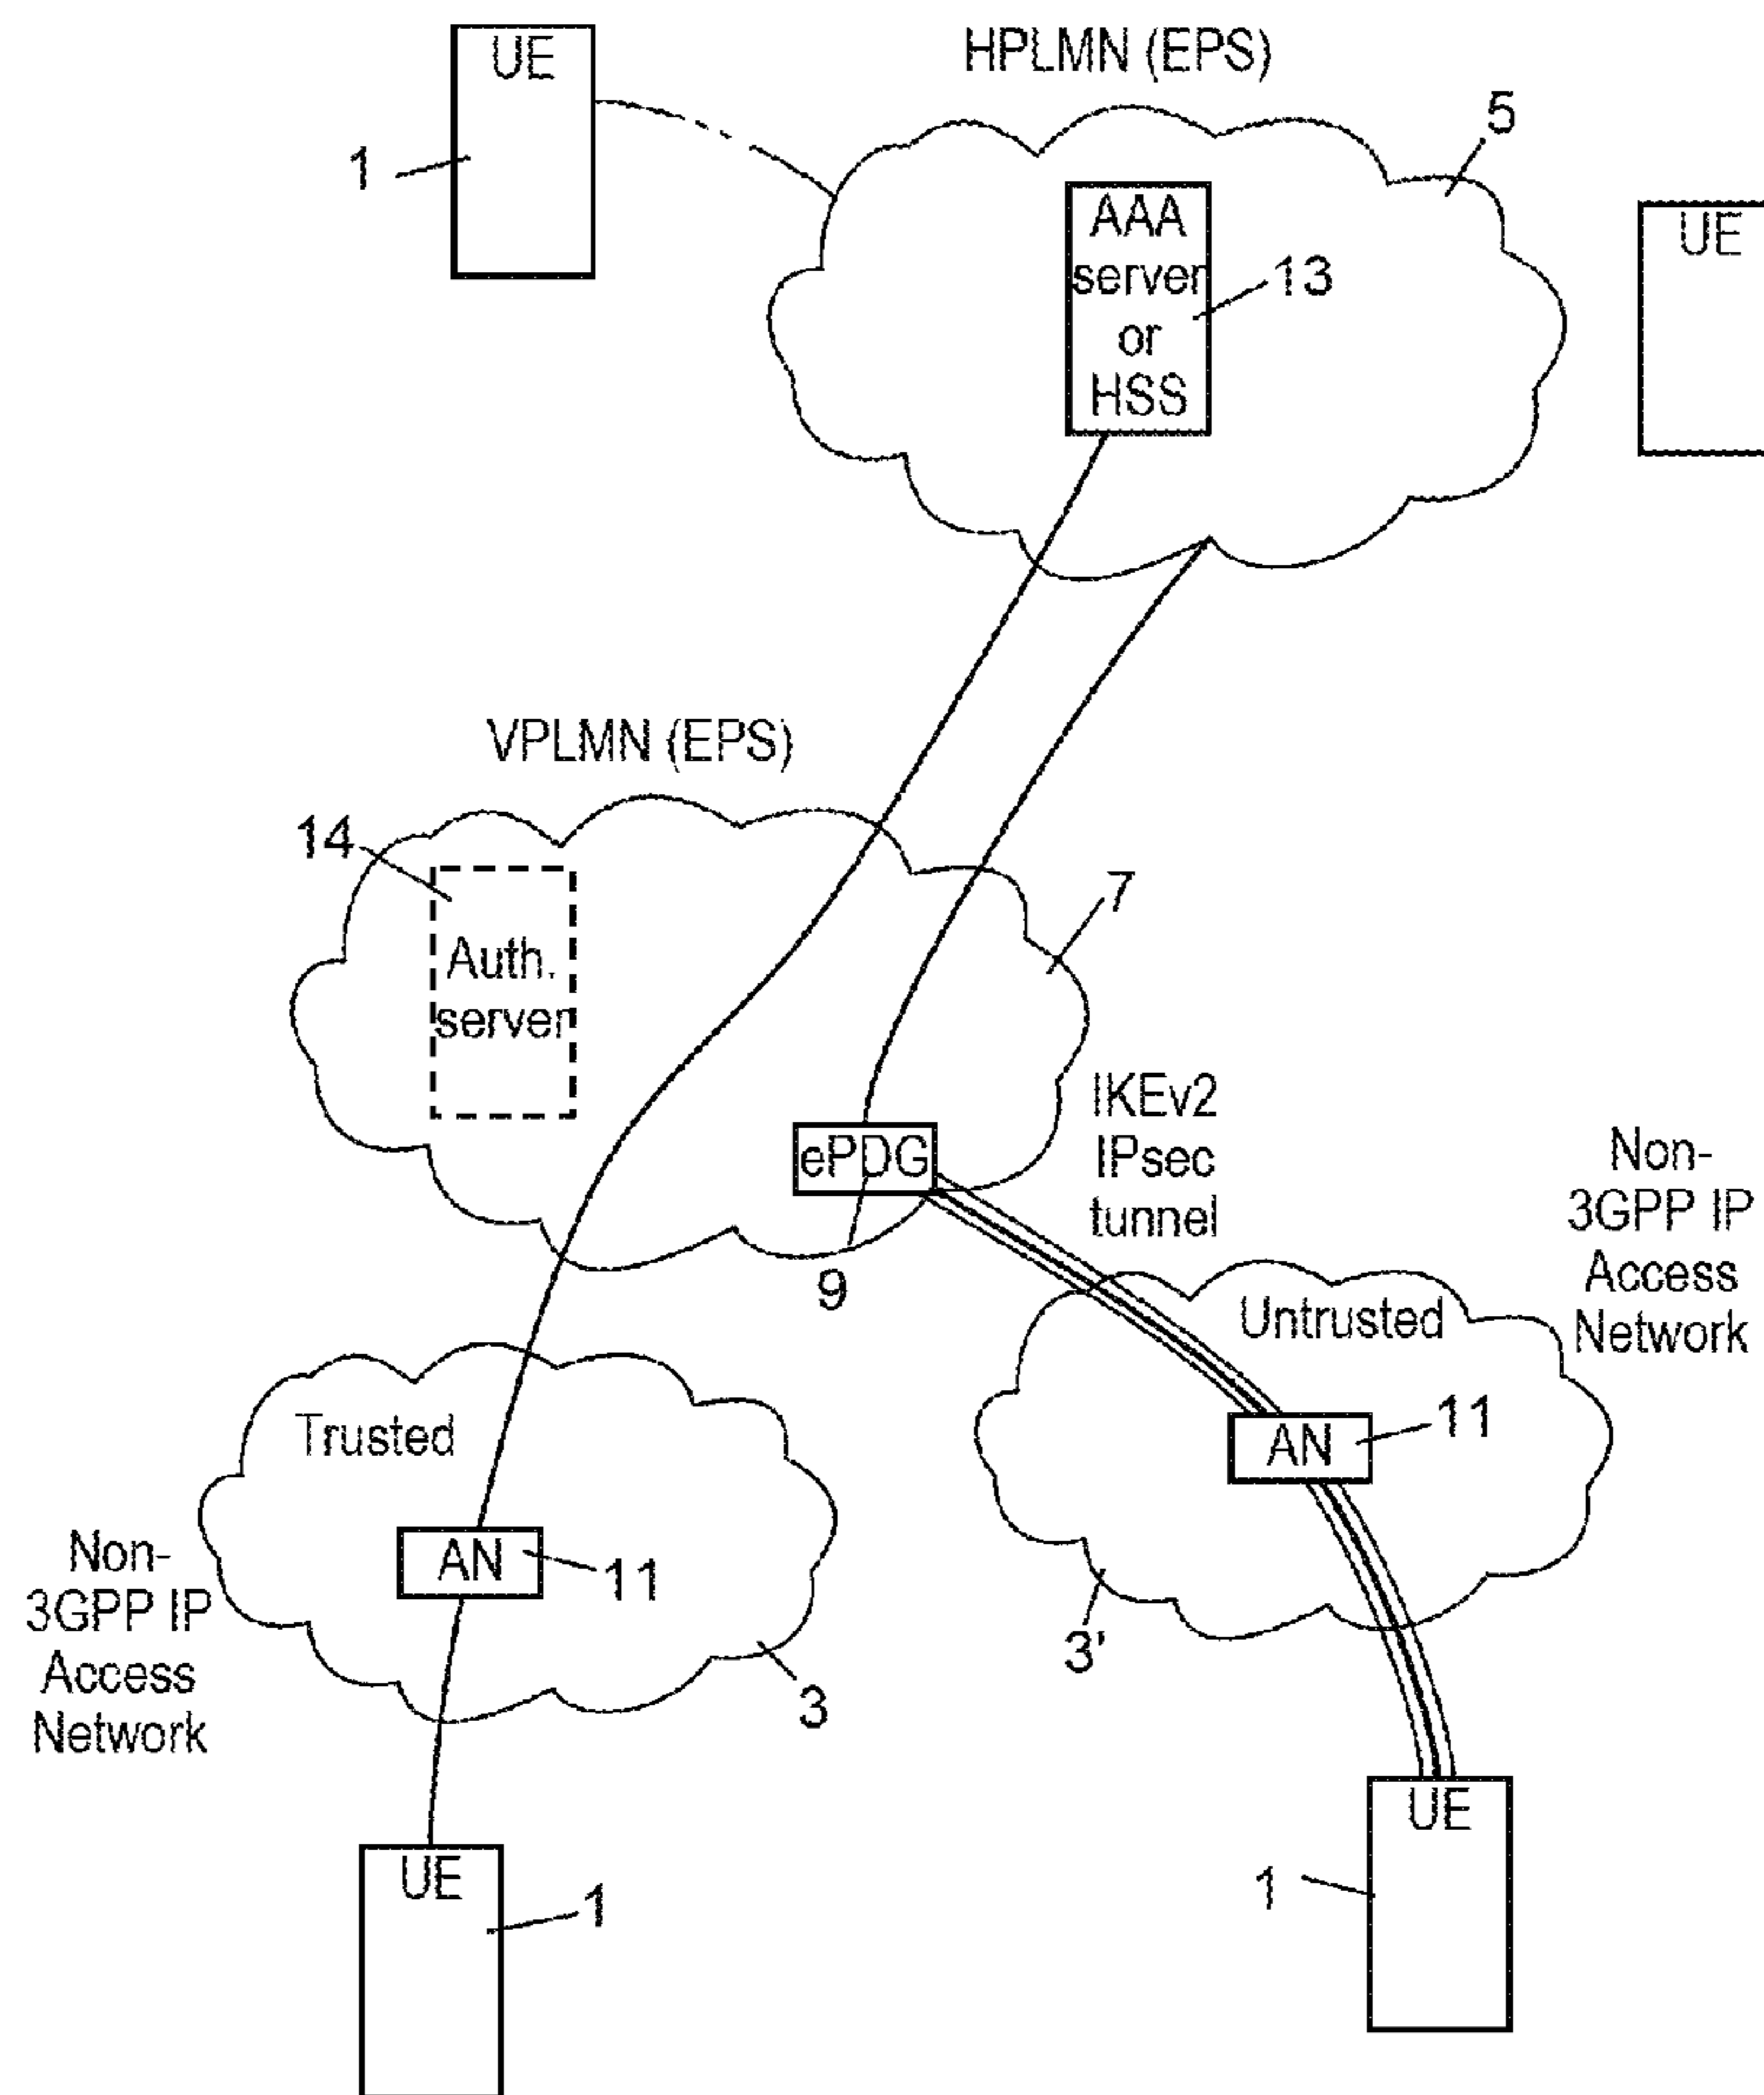 UE
1
HPLMN (EPS)
5
AAA
server
or
HSS
13
UE
VPLMN (EPS)
14
Auth.
server
7
ePDG
9
IKEv2
IPsec
tunnel
Non-
3GPP IP
Access
Network
Untrusted
AN
11
3'
Trusted
AN
11
Non-
3GPP IP
Access
Network
3
UE
1
UE
1